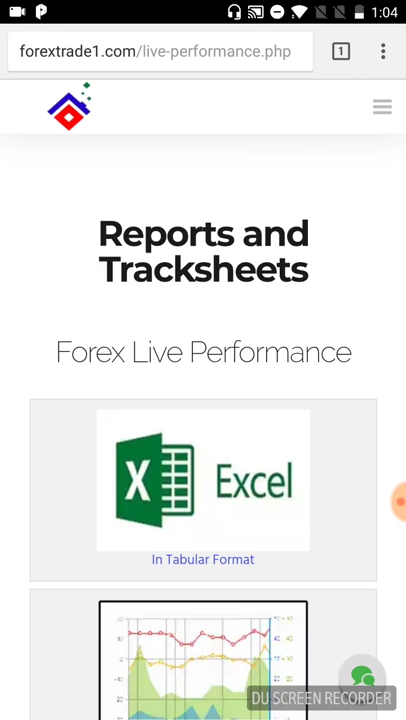 1:04
forextrade1.com/live-performance.php
1
Reports and
Tracksheets
Forex Live Performance
X
Excel
In Tabular Format
DU SCREEN RECORDER